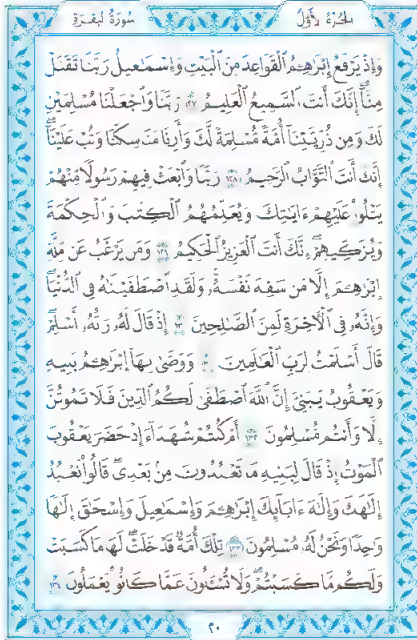 الجزء الأول
سورة البقرة
وَإِذْ يَرْفَعُ إِبْرَٰهِـۧمُ ٱلْقَوَاعِدَ مِنَ ٱلْبَيْتِ وَإِسْمَـٰعِيلُ رَبَّنَا تَقَبَّلْ
مِنَّآ إِنَّكَ أَنتَ ٱلسَّمِيعُ ٱلْعَلِيمُ ١٢٧ رَبَّنَا وَٱجْعَلْنَا مُسْلِمَيْنِ
لَكَ وَمِن ذُرِّيَّتِنَآ أُمَّةً مُّسْلِمَةً لَّكَ وَأَرِنَا مَنَاسِكَنَا وَتُبْ عَلَيْنَآ
إِنَّكَ أَنتَ ٱلتَّوَّابُ ٱلرَّحِيمُ ١٢٨ رَبَّنَا وَٱبْعَثْ فِيهِمْ رَسُولًا مِّنْهُمْ
يَتْلُوا۟ عَلَيْهِمْ ءَايَـٰتِكَ وَيُعَلِّمُهُمُ ٱلْكِتَـٰبَ وَٱلْحِكْمَةَ
وَيُزَكِّيهِمْ إِنَّكَ أَنتَ ٱلْعَزِيزُ ٱلْحَكِيمُ ١٢٩ وَمَن يَرْغَبُ عَن مِّلَّةِ
إِبْرَٰهِـۧمَ إِلَّا مَن سَفِهَ نَفْسَهُۥ وَلَقَدِ ٱصْطَفَيْنَـٰهُ فِى ٱلدُّنْيَا
وَإِنَّهُۥ فِى ٱلْـَٔاخِرَةِ لَمِنَ ٱلصَّـٰلِحِينَ ١٣٠ إِذْ قَالَ لَهُۥ رَبُّهُۥٓ أَسْلِمْ
قَالَ أَسْلَمْتُ لِرَبِّ ٱلْعَـٰلَمِينَ ١٣١ وَوَصَّىٰ بِهَآ إِبْرَٰهِـۧمُ بَنِيهِ
وَيَعْقُوبُ يَـٰبَنِىَّ إِنَّ ٱللَّهَ ٱصْطَفَىٰ لَكُمُ ٱلدِّينَ فَلَا تَمُوتُنَّ
إِلَّا وَأَنتُم مُّسْلِمُونَ ١٣٢ أَمْ كُنتُمْ شُهَدَآءَ إِذْ حَضَرَ يَعْقُوبَ
ٱلْمَوْتُ إِذْ قَالَ لِبَنِيهِ مَا تَعْبُدُونَ مِنۢ بَعْدِى قَالُوا۟ نَعْبُدُ
إِلَـٰهَكَ وَإِلَـٰهَ ءَابَآئِكَ إِبْرَٰهِـۧمَ وَإِسْمَـٰعِيلَ وَإِسْحَـٰقَ إِلَـٰهًا
وَٰحِدًا وَنَحْنُ لَهُۥ مُسْلِمُونَ ١٣٣ تِلْكَ أُمَّةٌ قَدْ خَلَتْ لَهَا مَا كَسَبَتْ
وَلَكُم مَّا كَسَبْتُمْ وَلَا تُسْـَٔلُونَ عَمَّا كَانُوا۟ يَعْمَلُونَ ١٣٤
٢٠